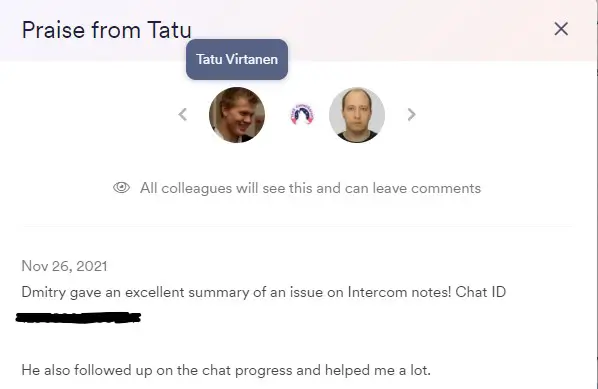 Praise from Tatu
Tatu Virtanen
All colleagues will see this and can leave comments
Nov 26, 2021
Dmitry gave an excellent summary of an issue on Intercom notes! Chat ID
He also followed up on the chat progress and helped me a lot.